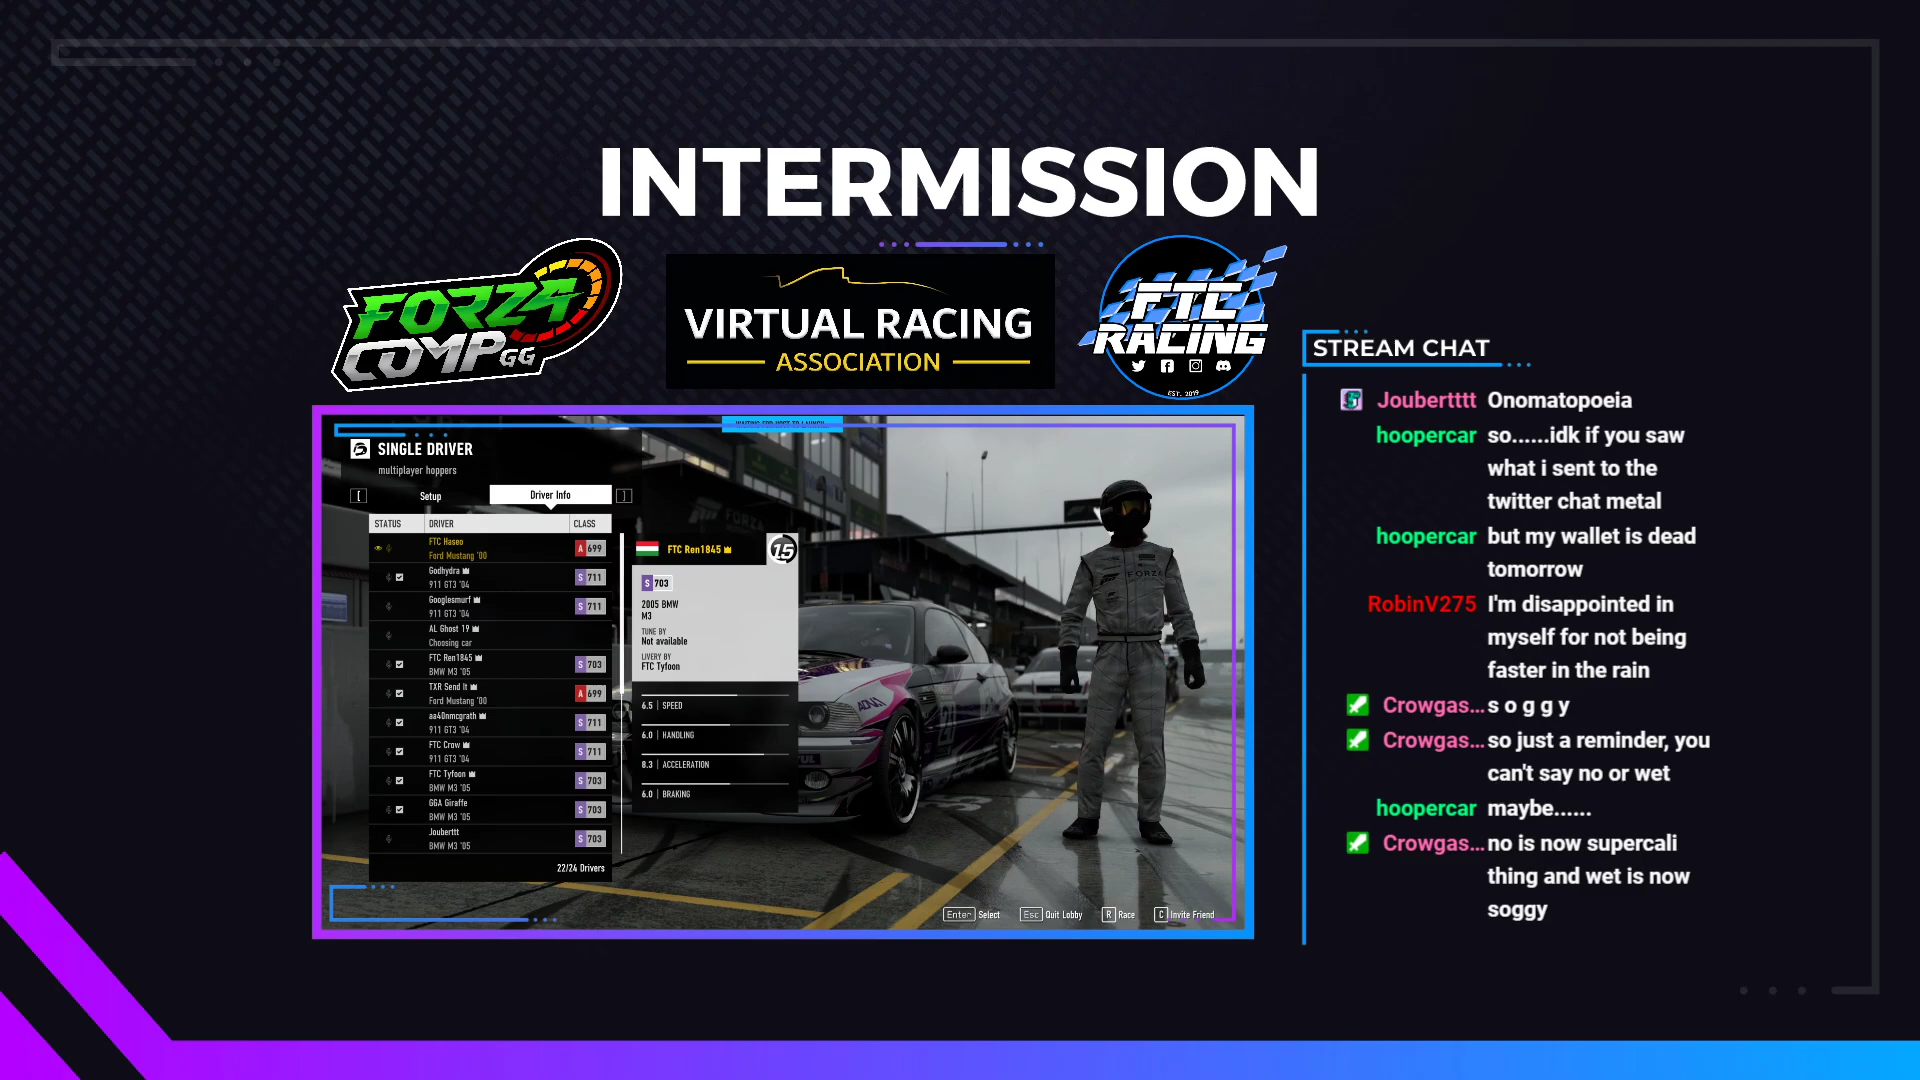 INTERMISSION
FORZA
COMP GG
VIRTUAL RACING
ASSOCIATION
FTC
RACING
EST. 2019
STREAM CHAT
Joubertttt Onomatopoeia
hoopercar so......idk if you saw
what i sent to the
twitter chat metal
hoopercar but my wallet is dead
tomorrow
RobinV275 I'm disappointed in
myself for not being
faster in the rain
Crowgas... s o g g y
Crowgas... so just a reminder, you
can't say no or wet
hoopercar maybe......
Crowgas... no is now supercali
thing and wet is now
soggy
WAITING FOR HOST TO LAUNCH
SINGLE DRIVER
multiplayer hoppers
[ Setup Driver Info ]
STATUS DRIVER CLASS
FTC Haseo
Ford Mustang '00 A 699
Godhydra
911 GT3 '04 S 711
Googlesmurf
911 GT3 '04 S 711
AL Ghost 19
Choosing car
FTC Ren1845
BMW M3 '05 S 703
TXR Send It
Ford Mustang '00 A 699
aa40nmcgrath
911 GT3 '04 S 711
FTC Crow
911 GT3 '04 S 711
FTC Tyfoon
BMW M3 '05 S 703
GGA Giraffe
BMW M3 '05 S 703
Jouberttt
BMW M3 '05 S 703
22/24 Drivers
FTC Ren1845 15
S 703
2005 BMW
M3
TUNE BY
Not available
LIVERY BY
FTC Tyfoon
6.5 | SPEED
6.0 | HANDLING
8.3 | ACCELERATION
6.0 | BRAKING
FORZA
FORZA
ADVAN
Enter Select Esc Quit Lobby R Race C Invite Friend